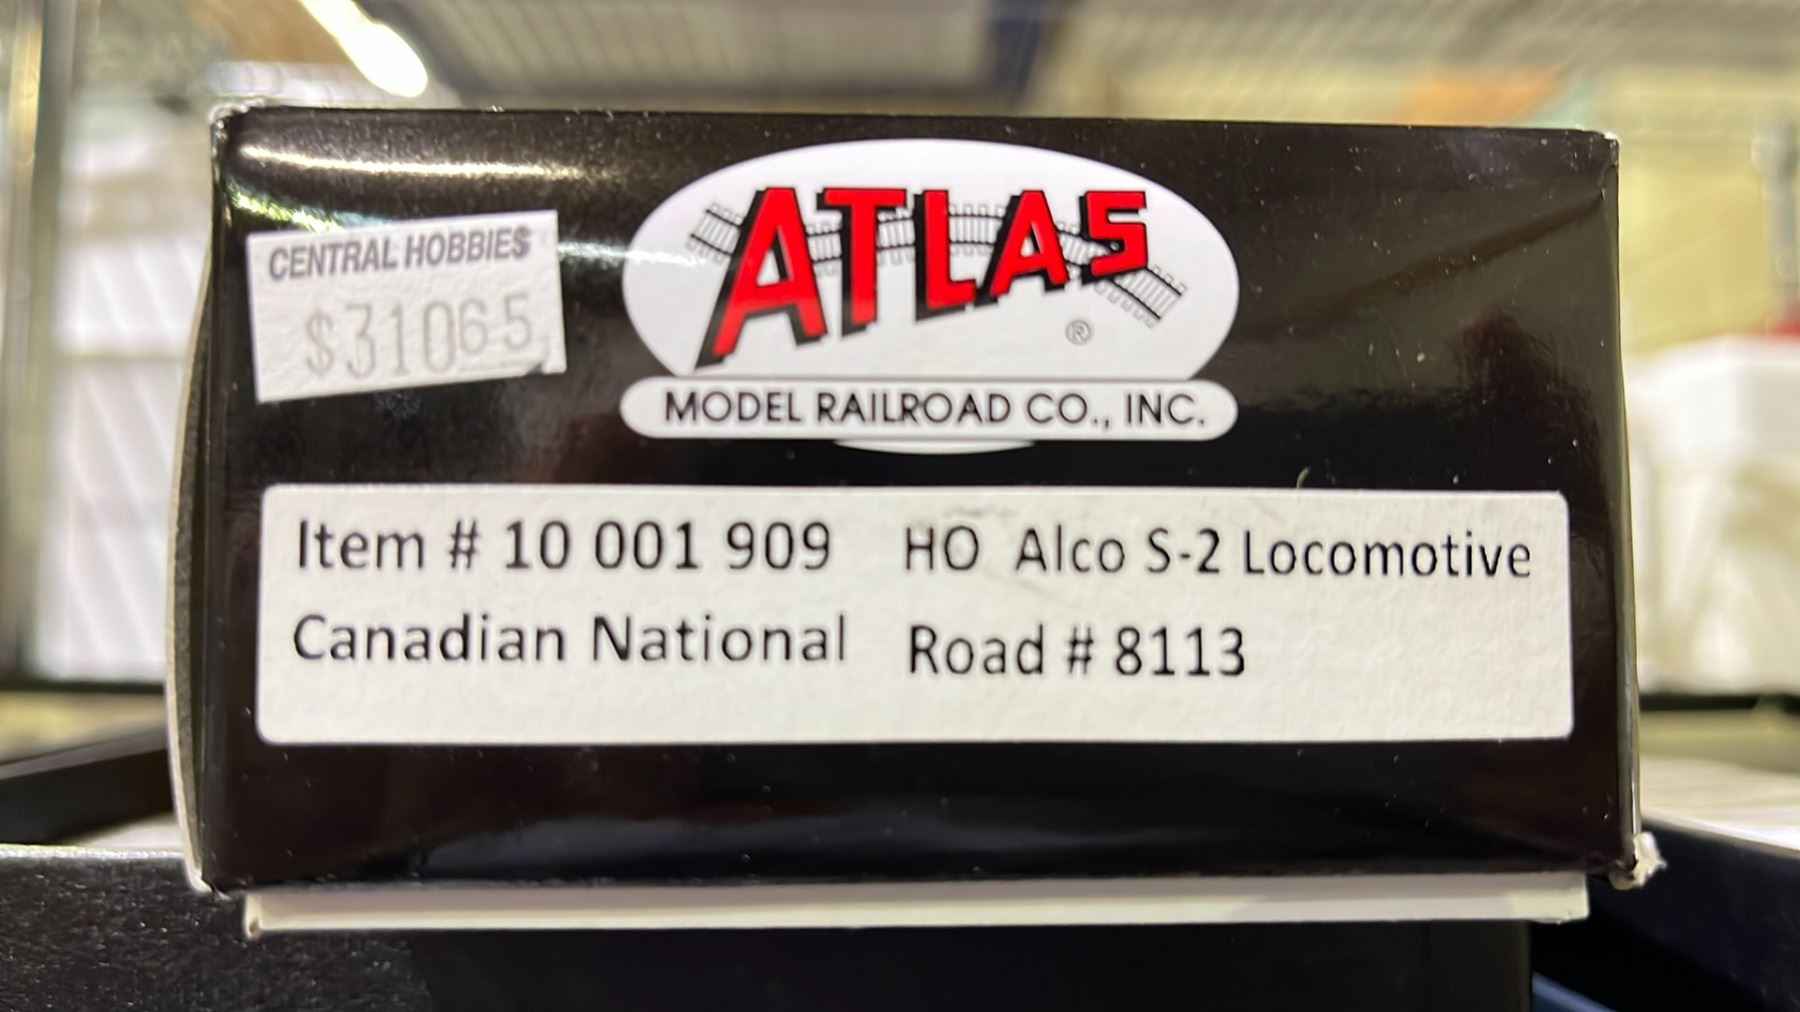 CENTRAL HOBBIES
$31065
ATLAS
®
MODEL RAILROAD CO., INC.
Item # 10 001 909 HO Alco S-2 Locomotive
Canadian National Road # 8113